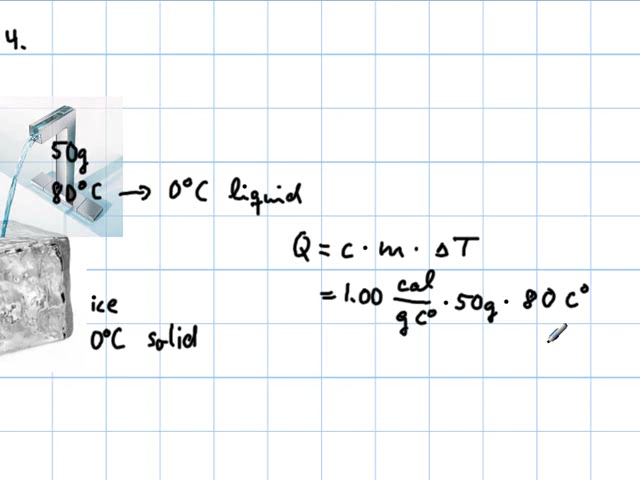 4.
50g
80°C → 0°C liquid
Q = c · m · ΔT
= 1.00 cal/g C° · 50g · 80 C°
ice
0°C solid